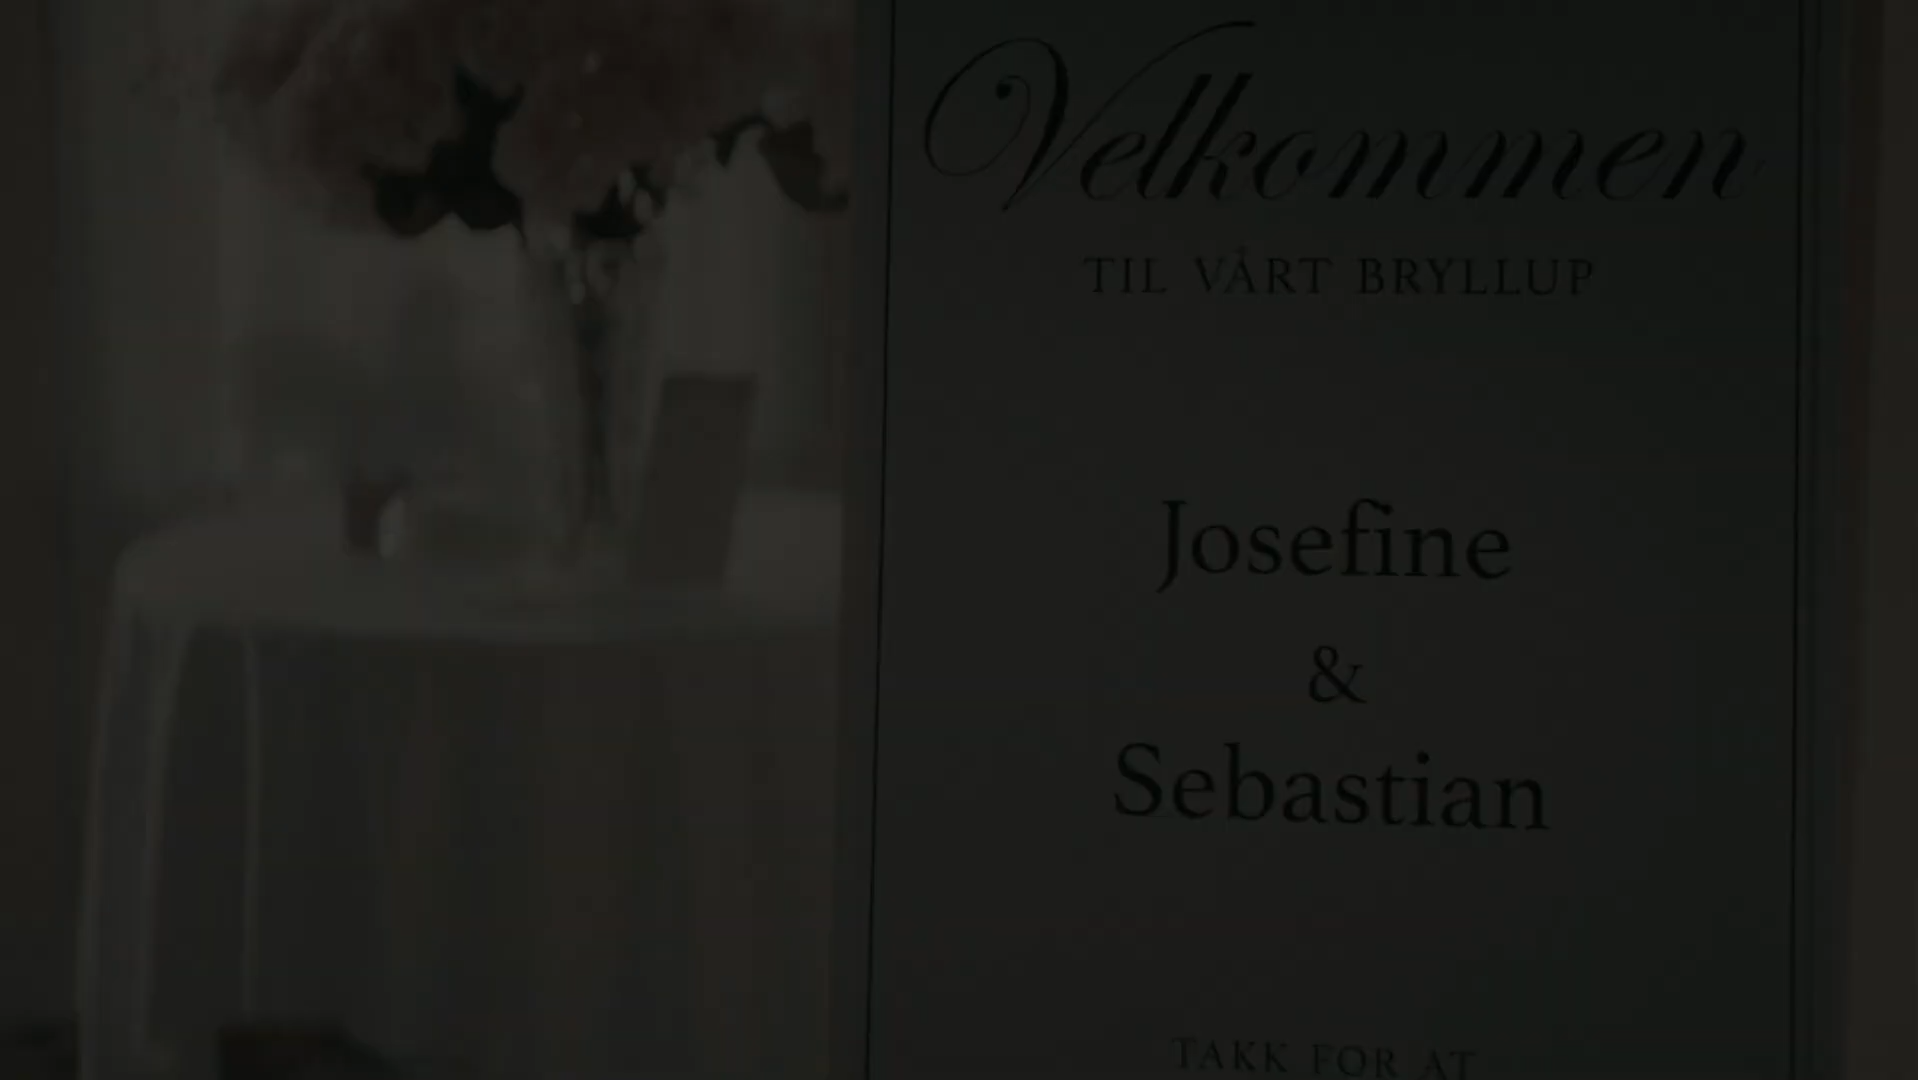 Velkommen
TIL VÅRT BRYLLUP
Josefine
&
Sebastian
TAKK FOR AT